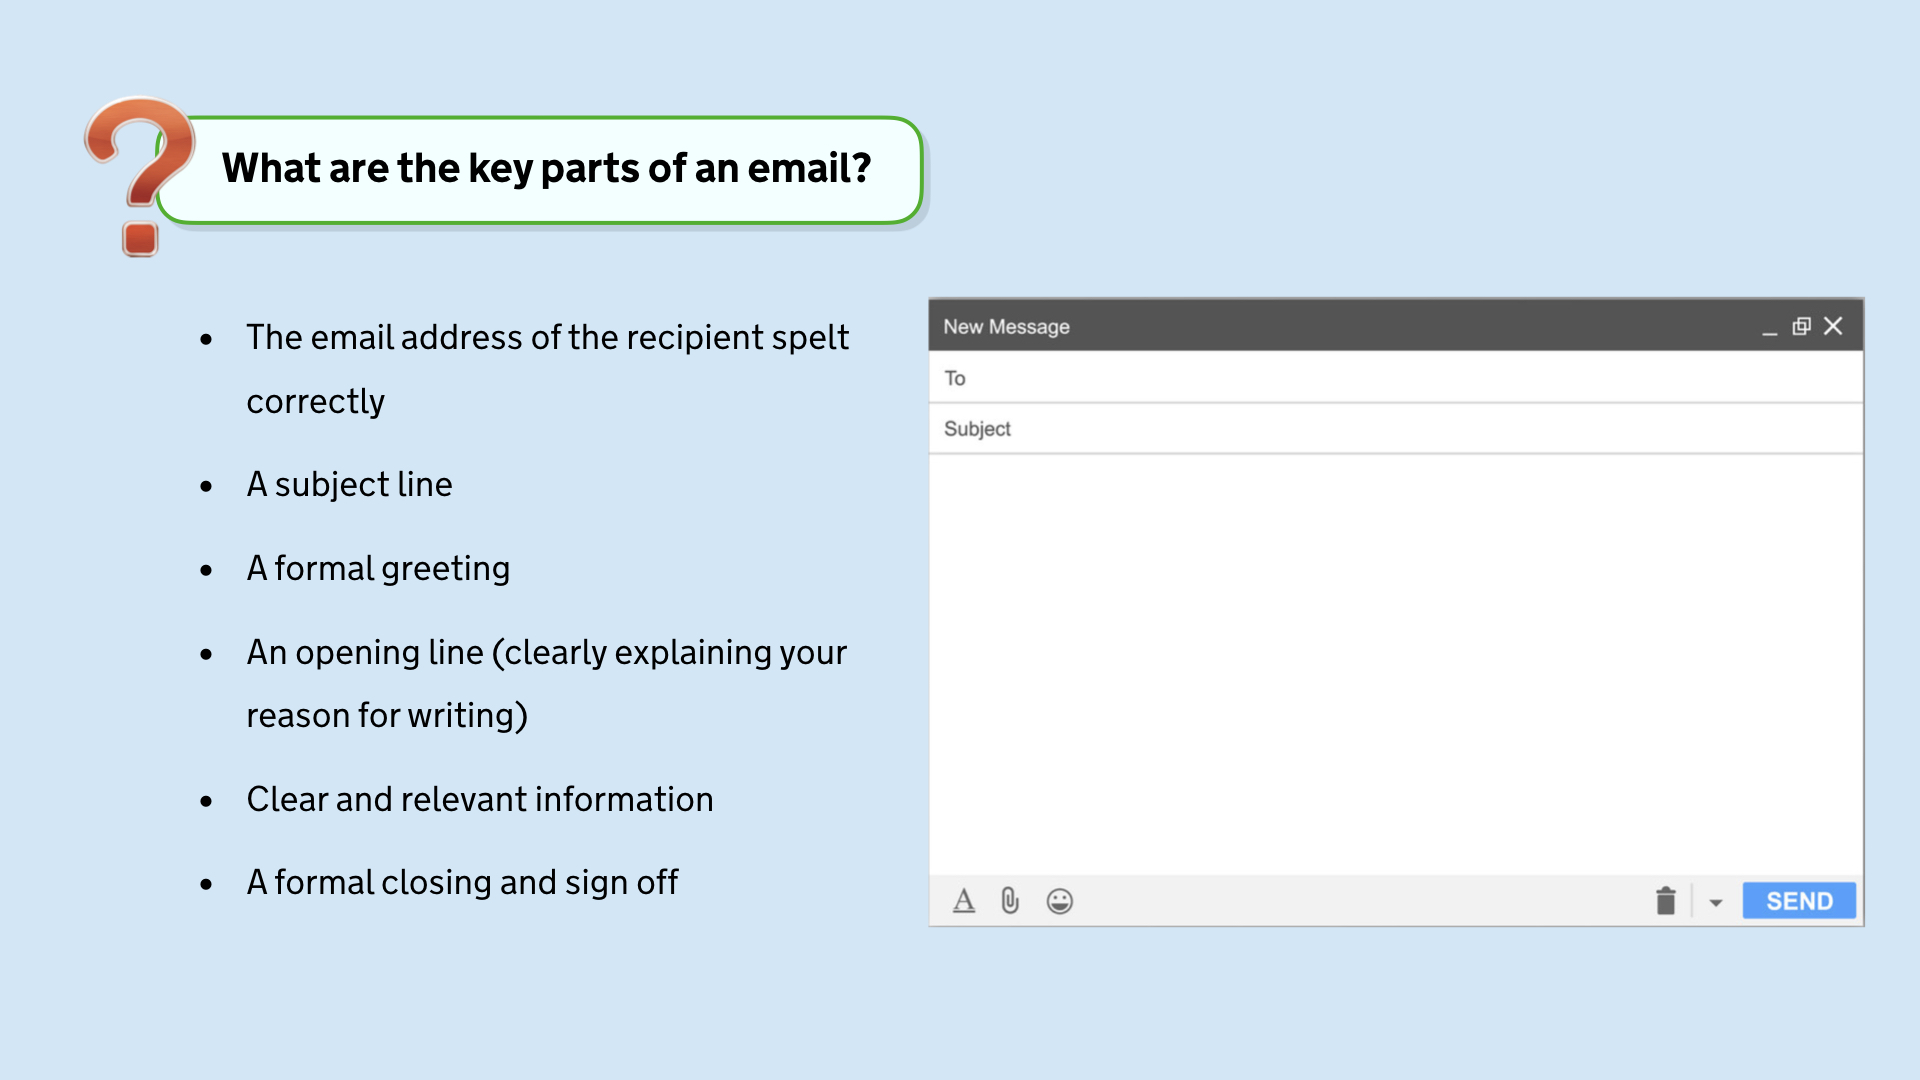 What are the key parts of an email?
• The email address of the recipient spelt
correctly
• A subject line
• A formal greeting
• An opening line (clearly explaining your
reason for writing)
• Clear and relevant information
• A formal closing and sign off
New Message
To
Subject
SEND